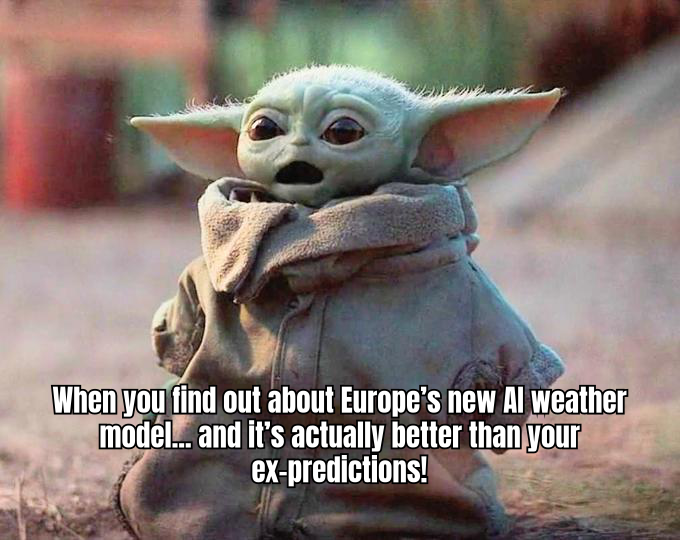 When you find out about Europe’s new AI weather
model... and it’s actually better than your
ex-predictions!